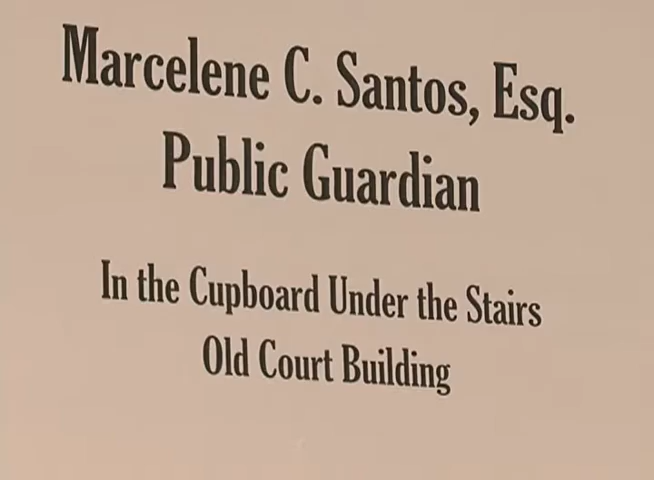 Marcelene C. Santos, Esq.
Public Guardian
In the Cupboard Under the Stairs
Old Court Building